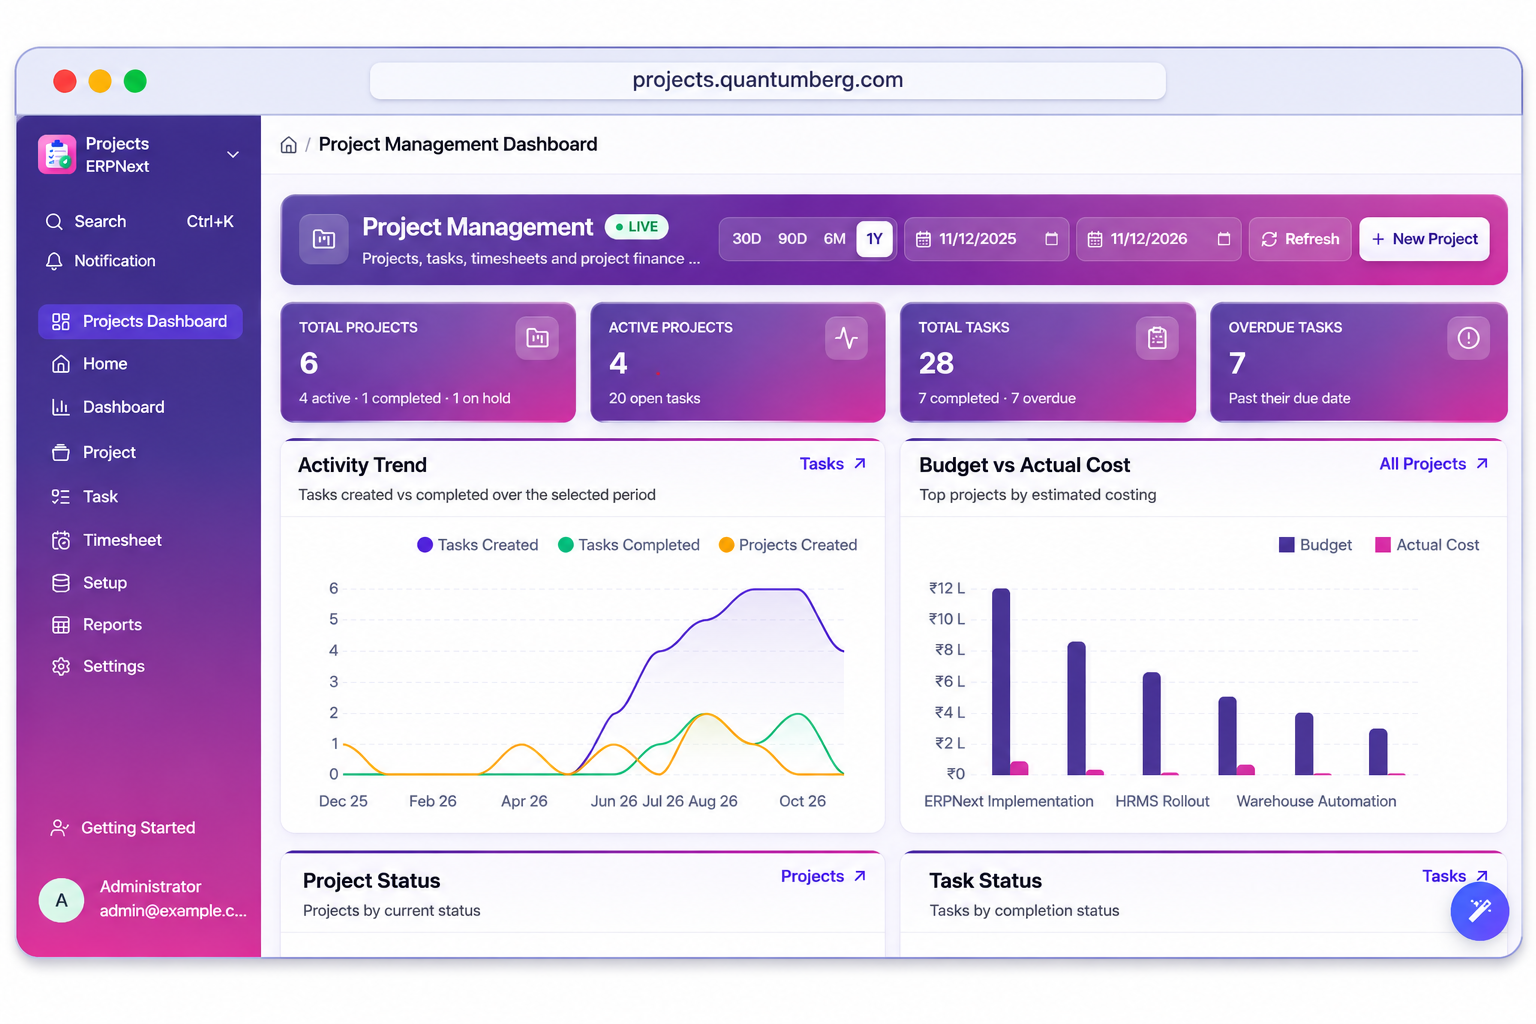 projects.quantumberg.com
Projects
ERPNext
Search Ctrl+K
Notification
Projects Dashboard
Home
Dashboard
Project
Task
Timesheet
Setup
Reports
Settings
Getting Started
A
Administrator
admin@example.c...
/ Project Management Dashboard
Project Management LIVE
Projects, tasks, timesheets and project finance ...
30D 90D 6M 1Y 11/12/2025 11/12/2026 Refresh + New Project
TOTAL PROJECTS
6
4 active · 1 completed · 1 on hold
ACTIVE PROJECTS
4
20 open tasks
TOTAL TASKS
28
7 completed · 7 overdue
OVERDUE TASKS
7
Past their due date
Activity Trend Tasks
Tasks created vs completed over the selected period
Tasks Created Tasks Completed Projects Created
6
5
4
3
2
1
0
Dec 25 Feb 26 Apr 26 Jun 26 Jul 26 Aug 26 Oct 26
Budget vs Actual Cost All Projects
Top projects by estimated costing
Budget Actual Cost
₹12 L
₹10 L
₹8 L
₹6 L
₹4 L
₹2 L
₹0
ERPNext Implementation HRMS Rollout Warehouse Automation
Project Status Projects
Projects by current status
Task Status Tasks
Tasks by completion status